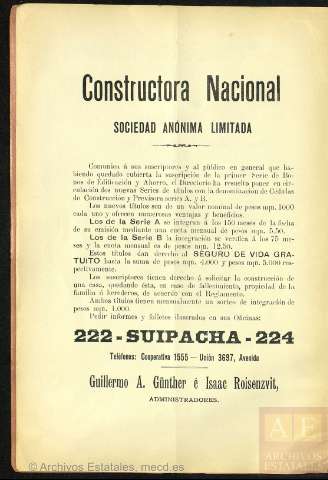 Constructora Nacional
SOCIEDAD ANÓNIMA LIMITADA
Comunica á sus suscriptores y al público en general que ha-
biendo quedado cubierta la suscripción de la primer Serie de Bo-
nos de Edificación y Ahorro, el Directorio ha resuelto poner en cir-
culación dos nuevas Series de títulos con la denominación de Cédulas
de Construcción y Previsora series A. y B.
Los nuevos títulos son de un valor nominal de pesos mpn. 1000
cada uno y ofrecen numerosas ventajas y beneficios.
Los de la Serie A se integran á los 150 meses de la fecha
de su emisión mediante una cuota mensual de pesos mpn. 5.50.
Los de la Serie B la integración se verifica á los 75 me-
ses y la cuota mensual es de pesos mpn. 12.50.
Estos títulos dan derecho al SEGURO DE VIDA GRA-
TUITO hasta la suma de pesos mpn. 4.000 y pesos mpn. 5.000 res-
pectivamente.
Los suscriptores tienen derecho á solicitar la construcción de
una casa, quedando ésta, en caso de fallecimiento, propiedad de la
familia ó herederos, de acuerdo con el Reglamento.
Ambos títulos tienen mensualmente un sorteo de integración de
pesos mpn. 1.000.
Pedir informes y folletos ilustrados en sus Oficinas:
222 - SUIPACHA - 224
Teléfonos: Cooperativa 1555 — Unión 3697, Avenida
Guillermo A. Günther é Isaac Roisenzvit,
ADMINISTRADORES.
AE
ARCHIVOS
ESTATALES
© Archivos Estatales, mecd.es